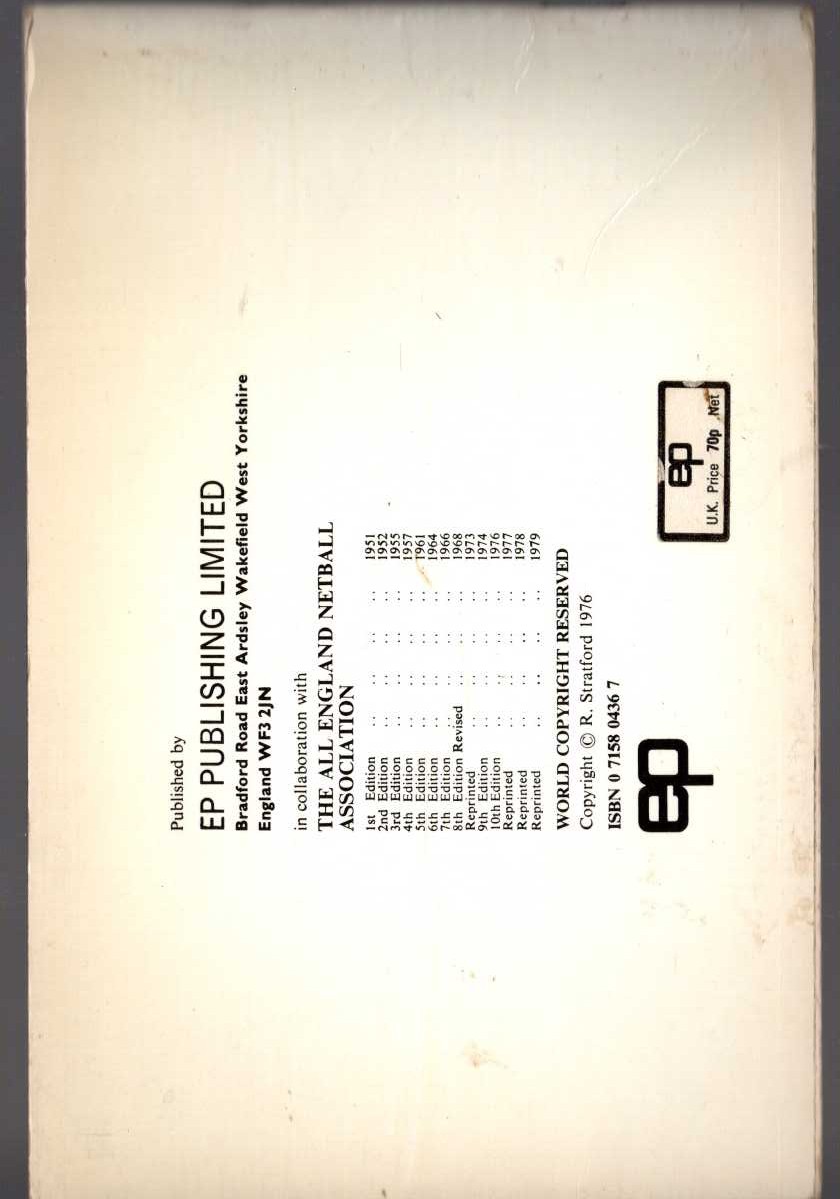 Published by
EP PUBLISHING LIMITED
Bradford Road East Ardsley Wakefield West Yorkshire
England WF3 2JN
in collaboration with
THE ALL ENGLAND NETBALL
ASSOCIATION
1st Edition .. .. .. .. 1951
2nd Edition .. .. .. .. 1952
3rd Edition .. .. .. .. 1955
4th Edition .. .. .. .. 1957
5th Edition .. .. .. .. 1961
6th Edition .. .. .. .. 1964
7th Edition .. .. .. .. 1966
8th Edition Revised .. .. .. 1968
Reprinted .. .. .. .. 1973
9th Edition .. .. .. .. 1974
10th Edition .. .. .. .. 1976
Reprinted .. .. .. .. 1977
Reprinted .. .. .. .. 1978
Reprinted .. .. .. .. 1979
WORLD COPYRIGHT RESERVED
Copyright © R. Stratford 1976
ISBN 0 7158 0436 7
ep
ep
U.K. Price 70p Net